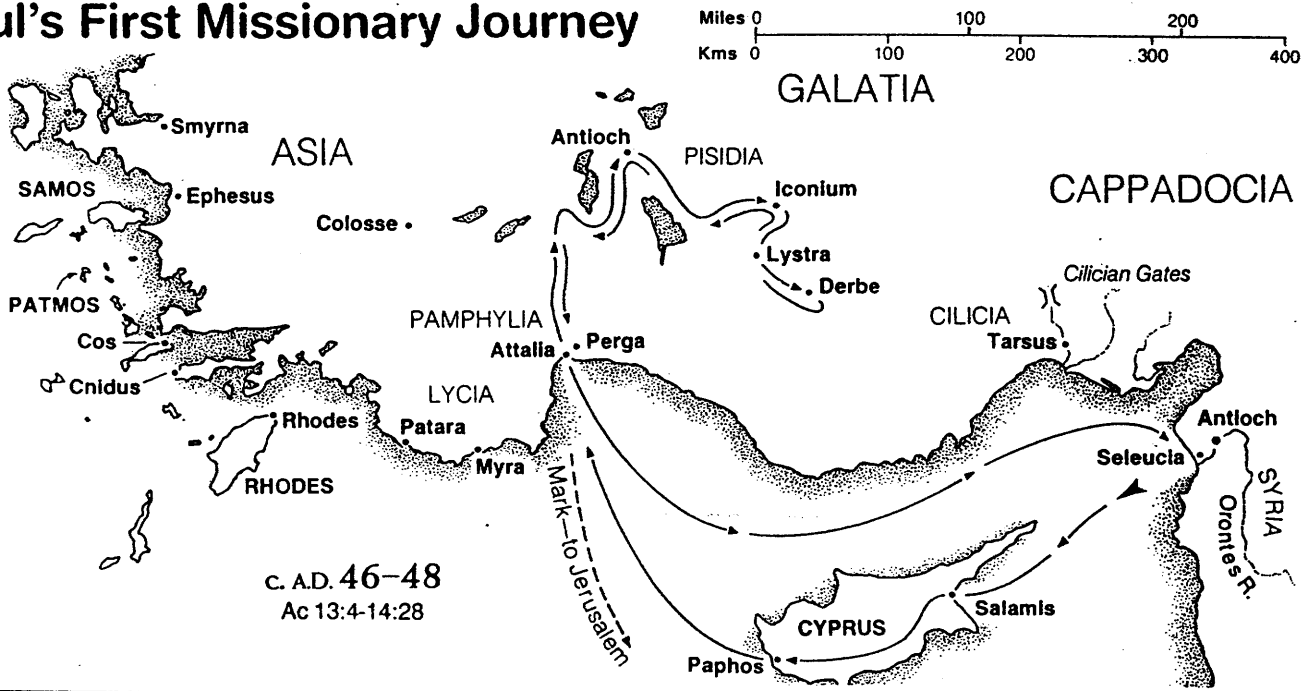 ul's First Missionary Journey
Miles 0 100 200
Kms 0 100 200 300 400
GALATIA
Smyrna
ASIA
Antioch
PISIDIA
SAMOS
Ephesus
Iconium
CAPPADOCIA
Colosse
Lystra
Cilician Gates
Derbe
PATMOS
PAMPHYLIA
CILICIA
Cos
Attalia
Perga
Tarsus
Cnidus
LYCIA
Rhodes
Patara
Antioch
Myra
Seleucia
RHODES
SYRIA
Orontes R.
Mark—to Jerusalem
c. A.D. 46–48
Ac 13:4-14:28
Salamis
CYPRUS
Paphos